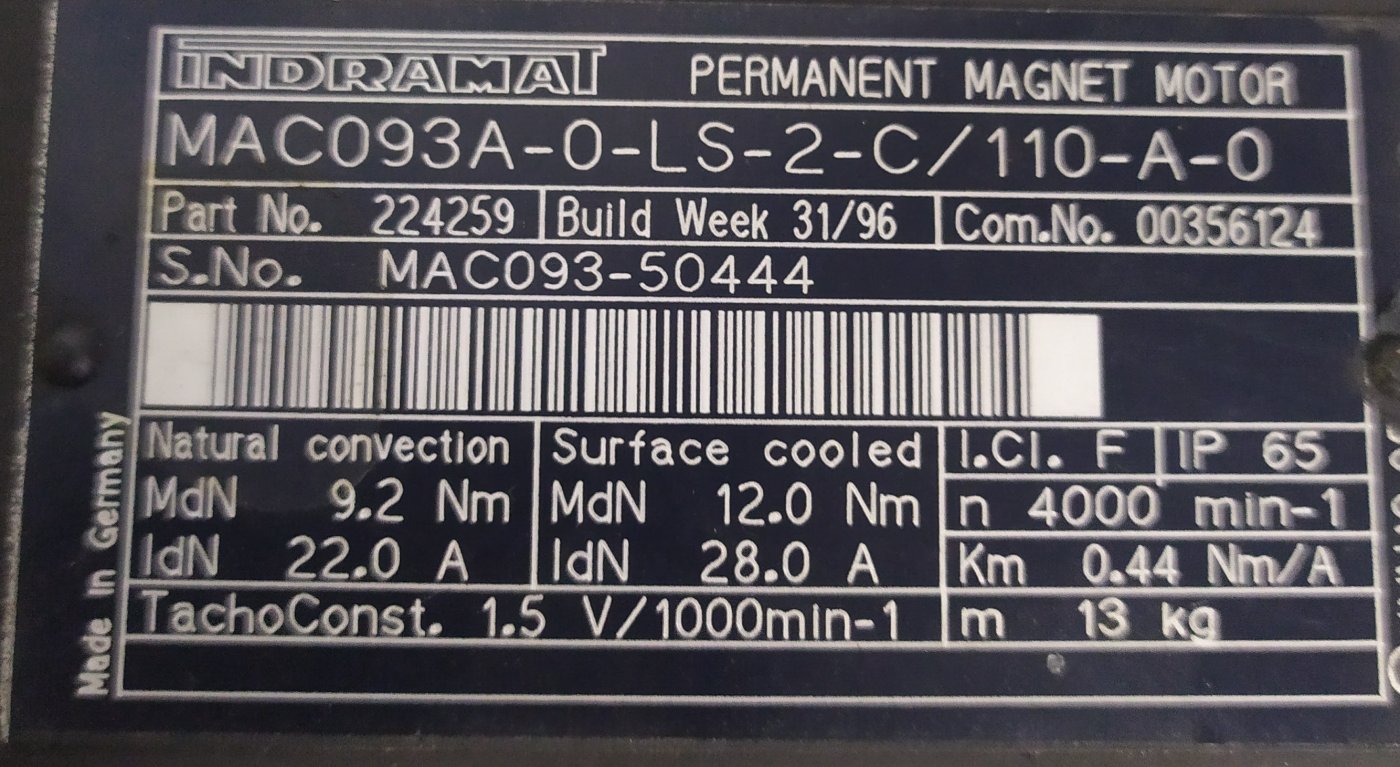 INDRAMAT PERMANENT MAGNET MOTOR
MAC093A-0-LS-2-C/110-A-0
Part No. 224259 Build Week 31/96 Com.No. 00356124
S.No. MAC093-50444
Natural convection Surface cooled I.Cl. F IP 65
MdN 9.2 Nm MdN 12.0 Nm n 4000 min-1
IdN 22.0 A IdN 28.0 A Km 0.44 Nm/A
TachoConst. 1.5 V/1000min-1 m 13 kg
Made in Germany